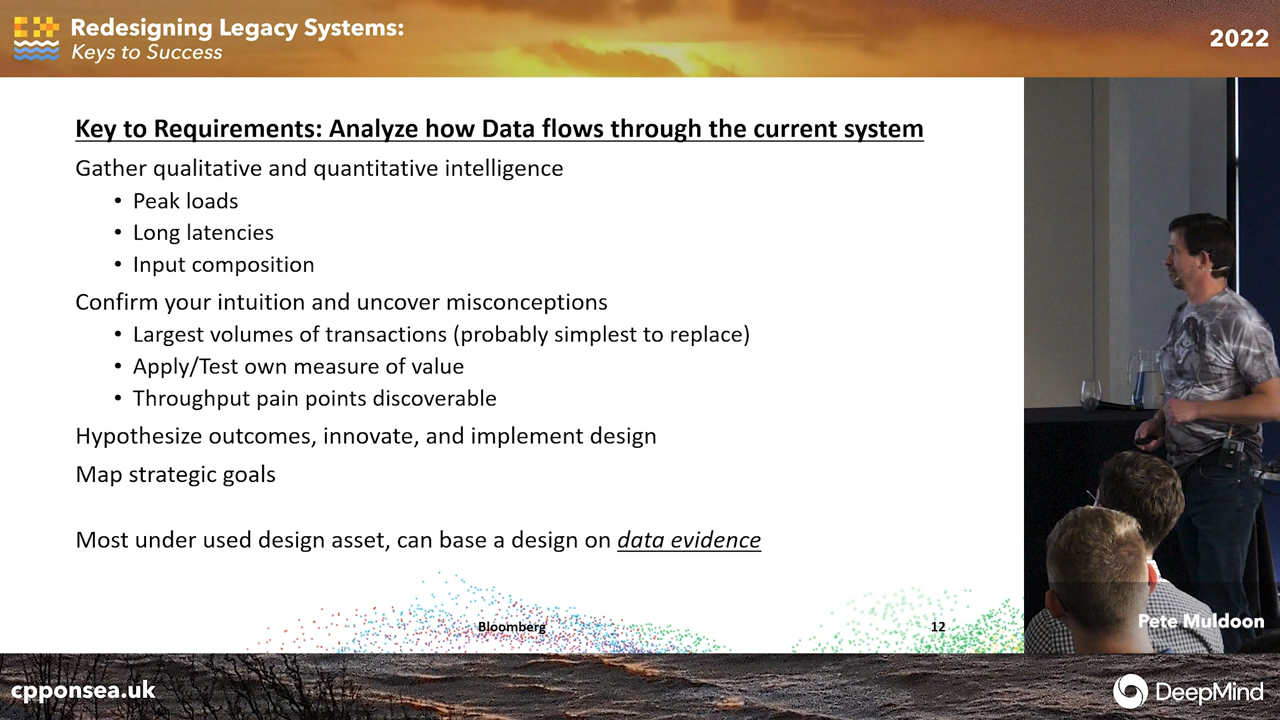 Redesigning Legacy Systems:
Keys to Success
2022
Key to Requirements: Analyze how Data flows through the current system
Gather qualitative and quantitative intelligence
• Peak loads
• Long latencies
• Input composition
Confirm your intuition and uncover misconceptions
• Largest volumes of transactions (probably simplest to replace)
• Apply/Test own measure of value
• Throughput pain points discoverable
Hypothesize outcomes, innovate, and implement design
Map strategic goals
Most under used design asset, can base a design on data evidence
Bloomberg
12
Pete Muldoon
cpponsea.uk
DeepMind